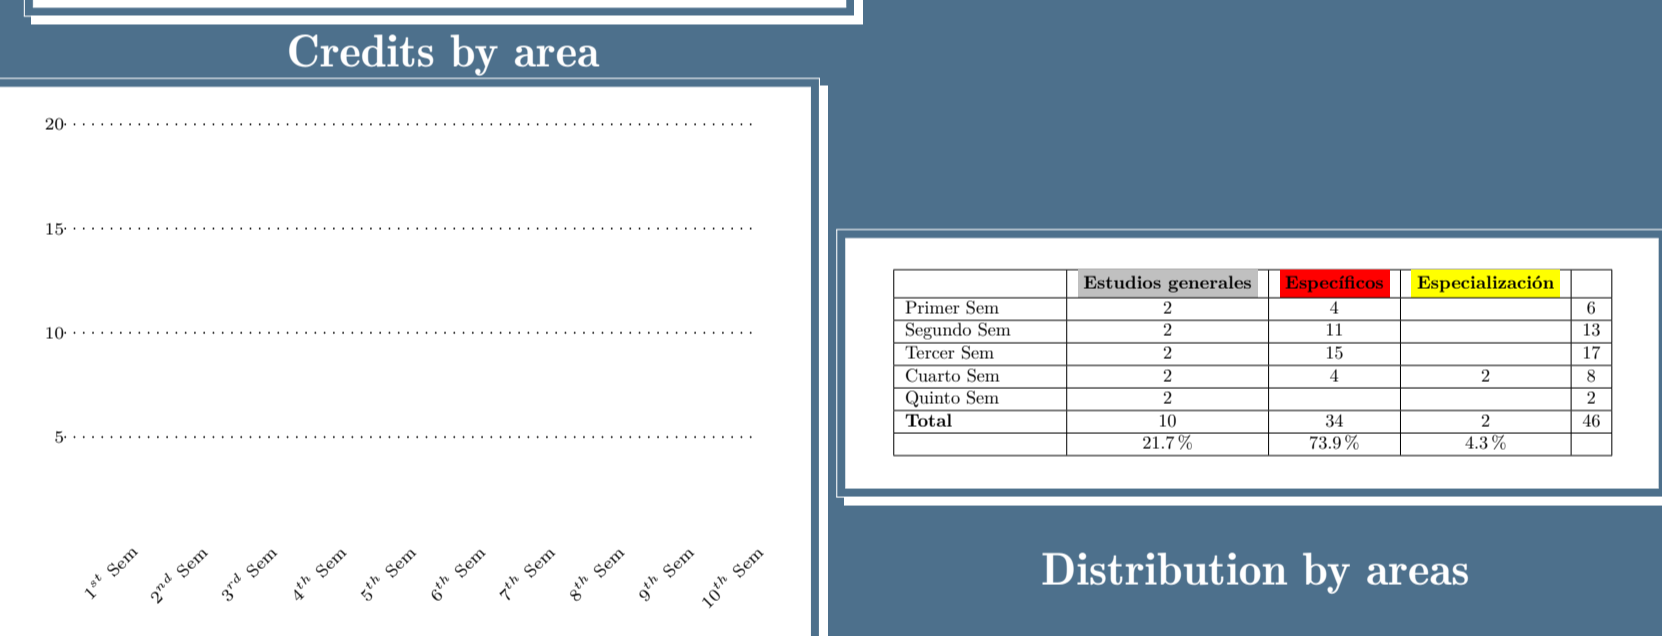 Credits by area
20
15
10
5
1st Sem
2nd Sem
3rd Sem
4th Sem
5th Sem
6th Sem
7th Sem
8th Sem
9th Sem
10th Sem
Estudios generales Específicos Especialización
Primer Sem 2 4 6
Segundo Sem 2 11 13
Tercer Sem 2 15 17
Cuarto Sem 2 4 2 8
Quinto Sem 2 2
Total 10 34 2 46
21.7 % 73.9 % 4.3 %
Distribution by areas